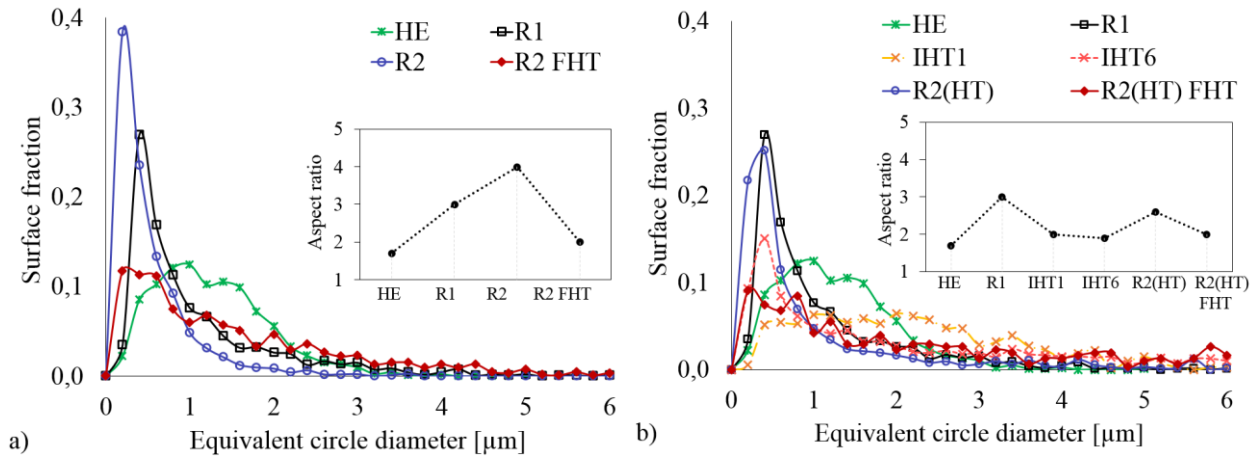 0,4
0,3
0,2
0,1
0,0
Surface fraction
HE
R1
R2
R2 FHT
5
4
3
2
1
Aspect ratio
HE R1 R2 R2 FHT
0 1 2 3 4 5 6
Equivalent circle diameter [µm]
a)
0,4
0,3
0,2
0,1
0,0
Surface fraction
HE
R1
IHT1
IHT6
R2(HT)
R2(HT) FHT
5
4
3
2
1
Aspect ratio
HE R1 IHT1 IHT6 R2(HT) R2(HT)
FHT
0 1 2 3 4 5 6
Equivalent circle diameter [µm]
b)